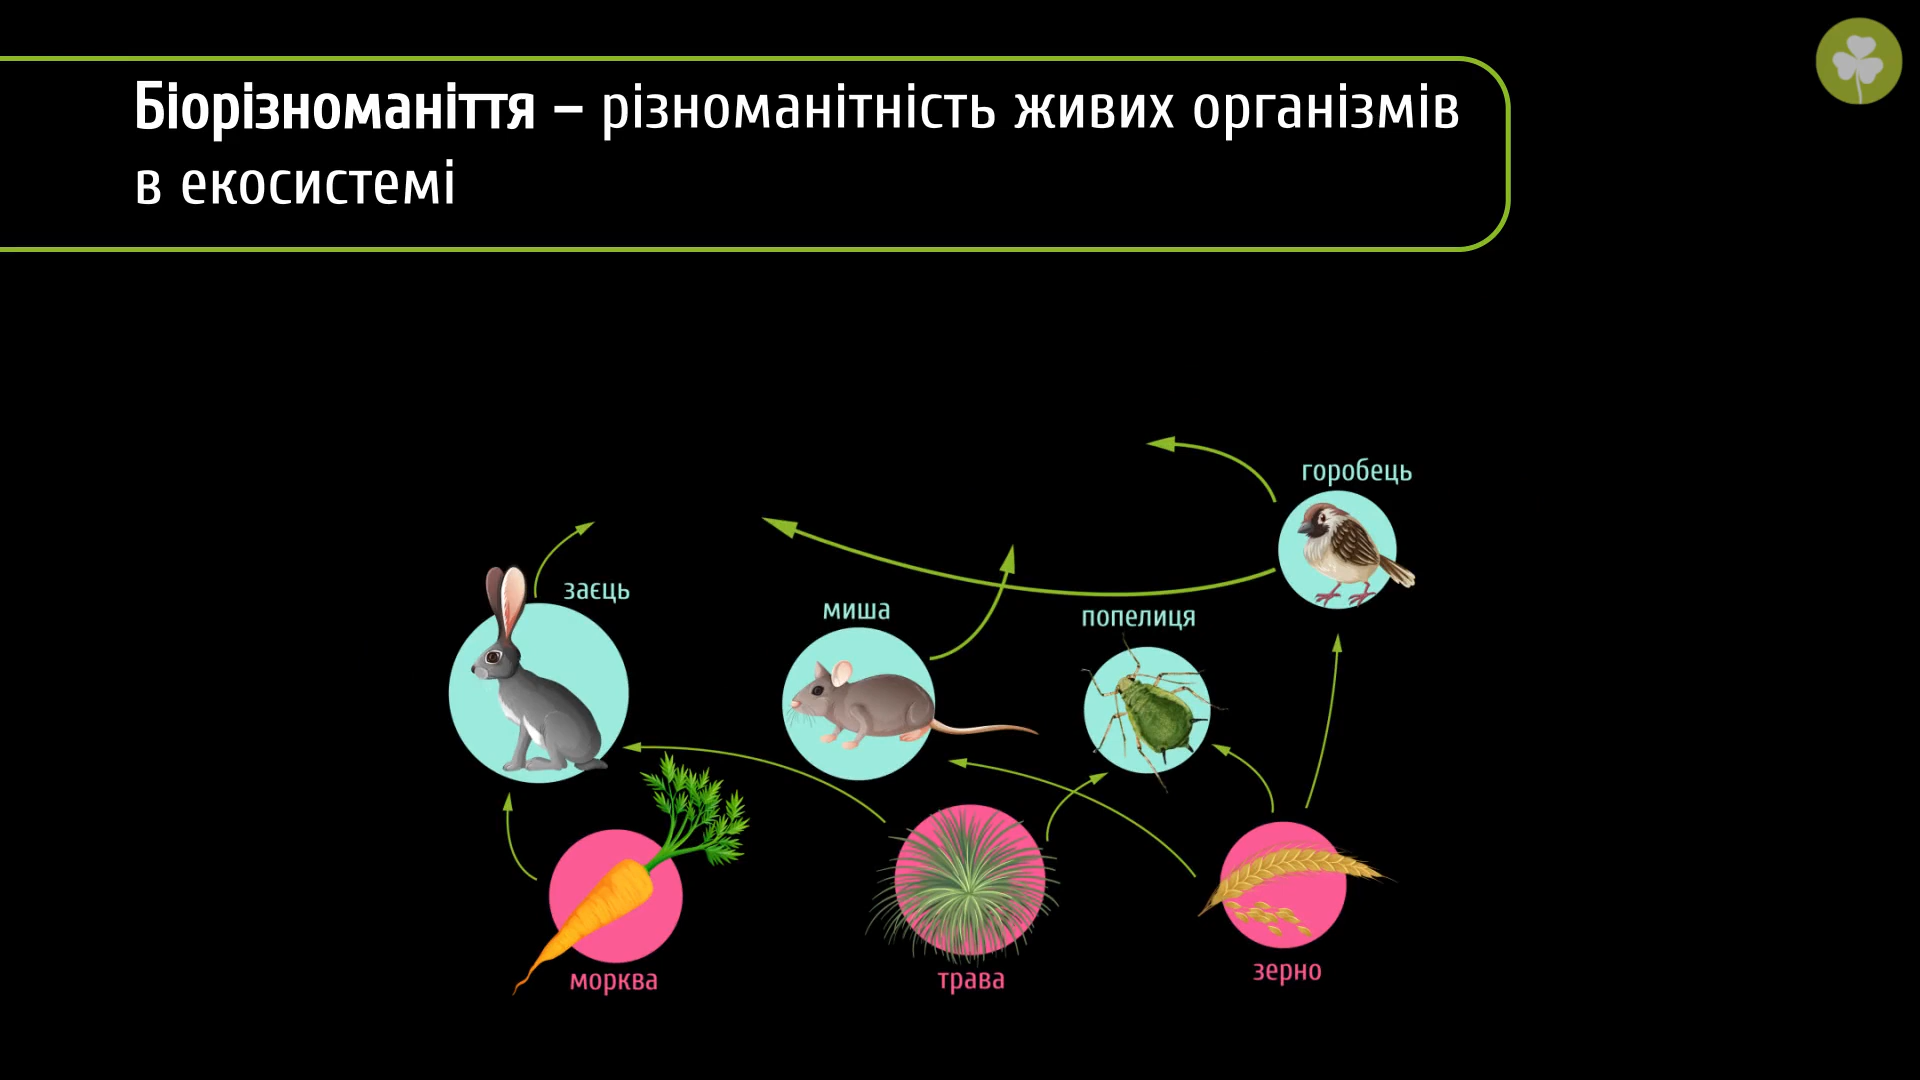 Біорізноманіття – різноманітність живих організмів
в екосистемі
горобець
заєць
миша
попелиця
морква
трава
зерно